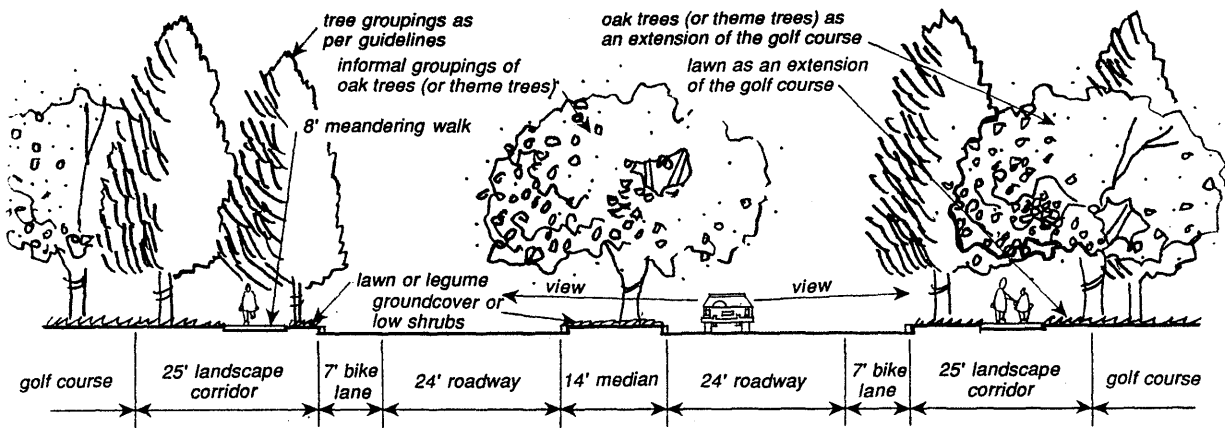 tree groupings as
per guidelines
informal groupings of
oak trees (or theme trees)
8' meandering walk
oak trees (or theme trees) as
an extension of the golf course
lawn as an extension
of the golf course
lawn or legume
groundcover or
low shrubs
view
view
golf course
25' landscape
corridor
7' bike
lane
24' roadway
14' median
24' roadway
7' bike
lane
25' landscape
corridor
golf course